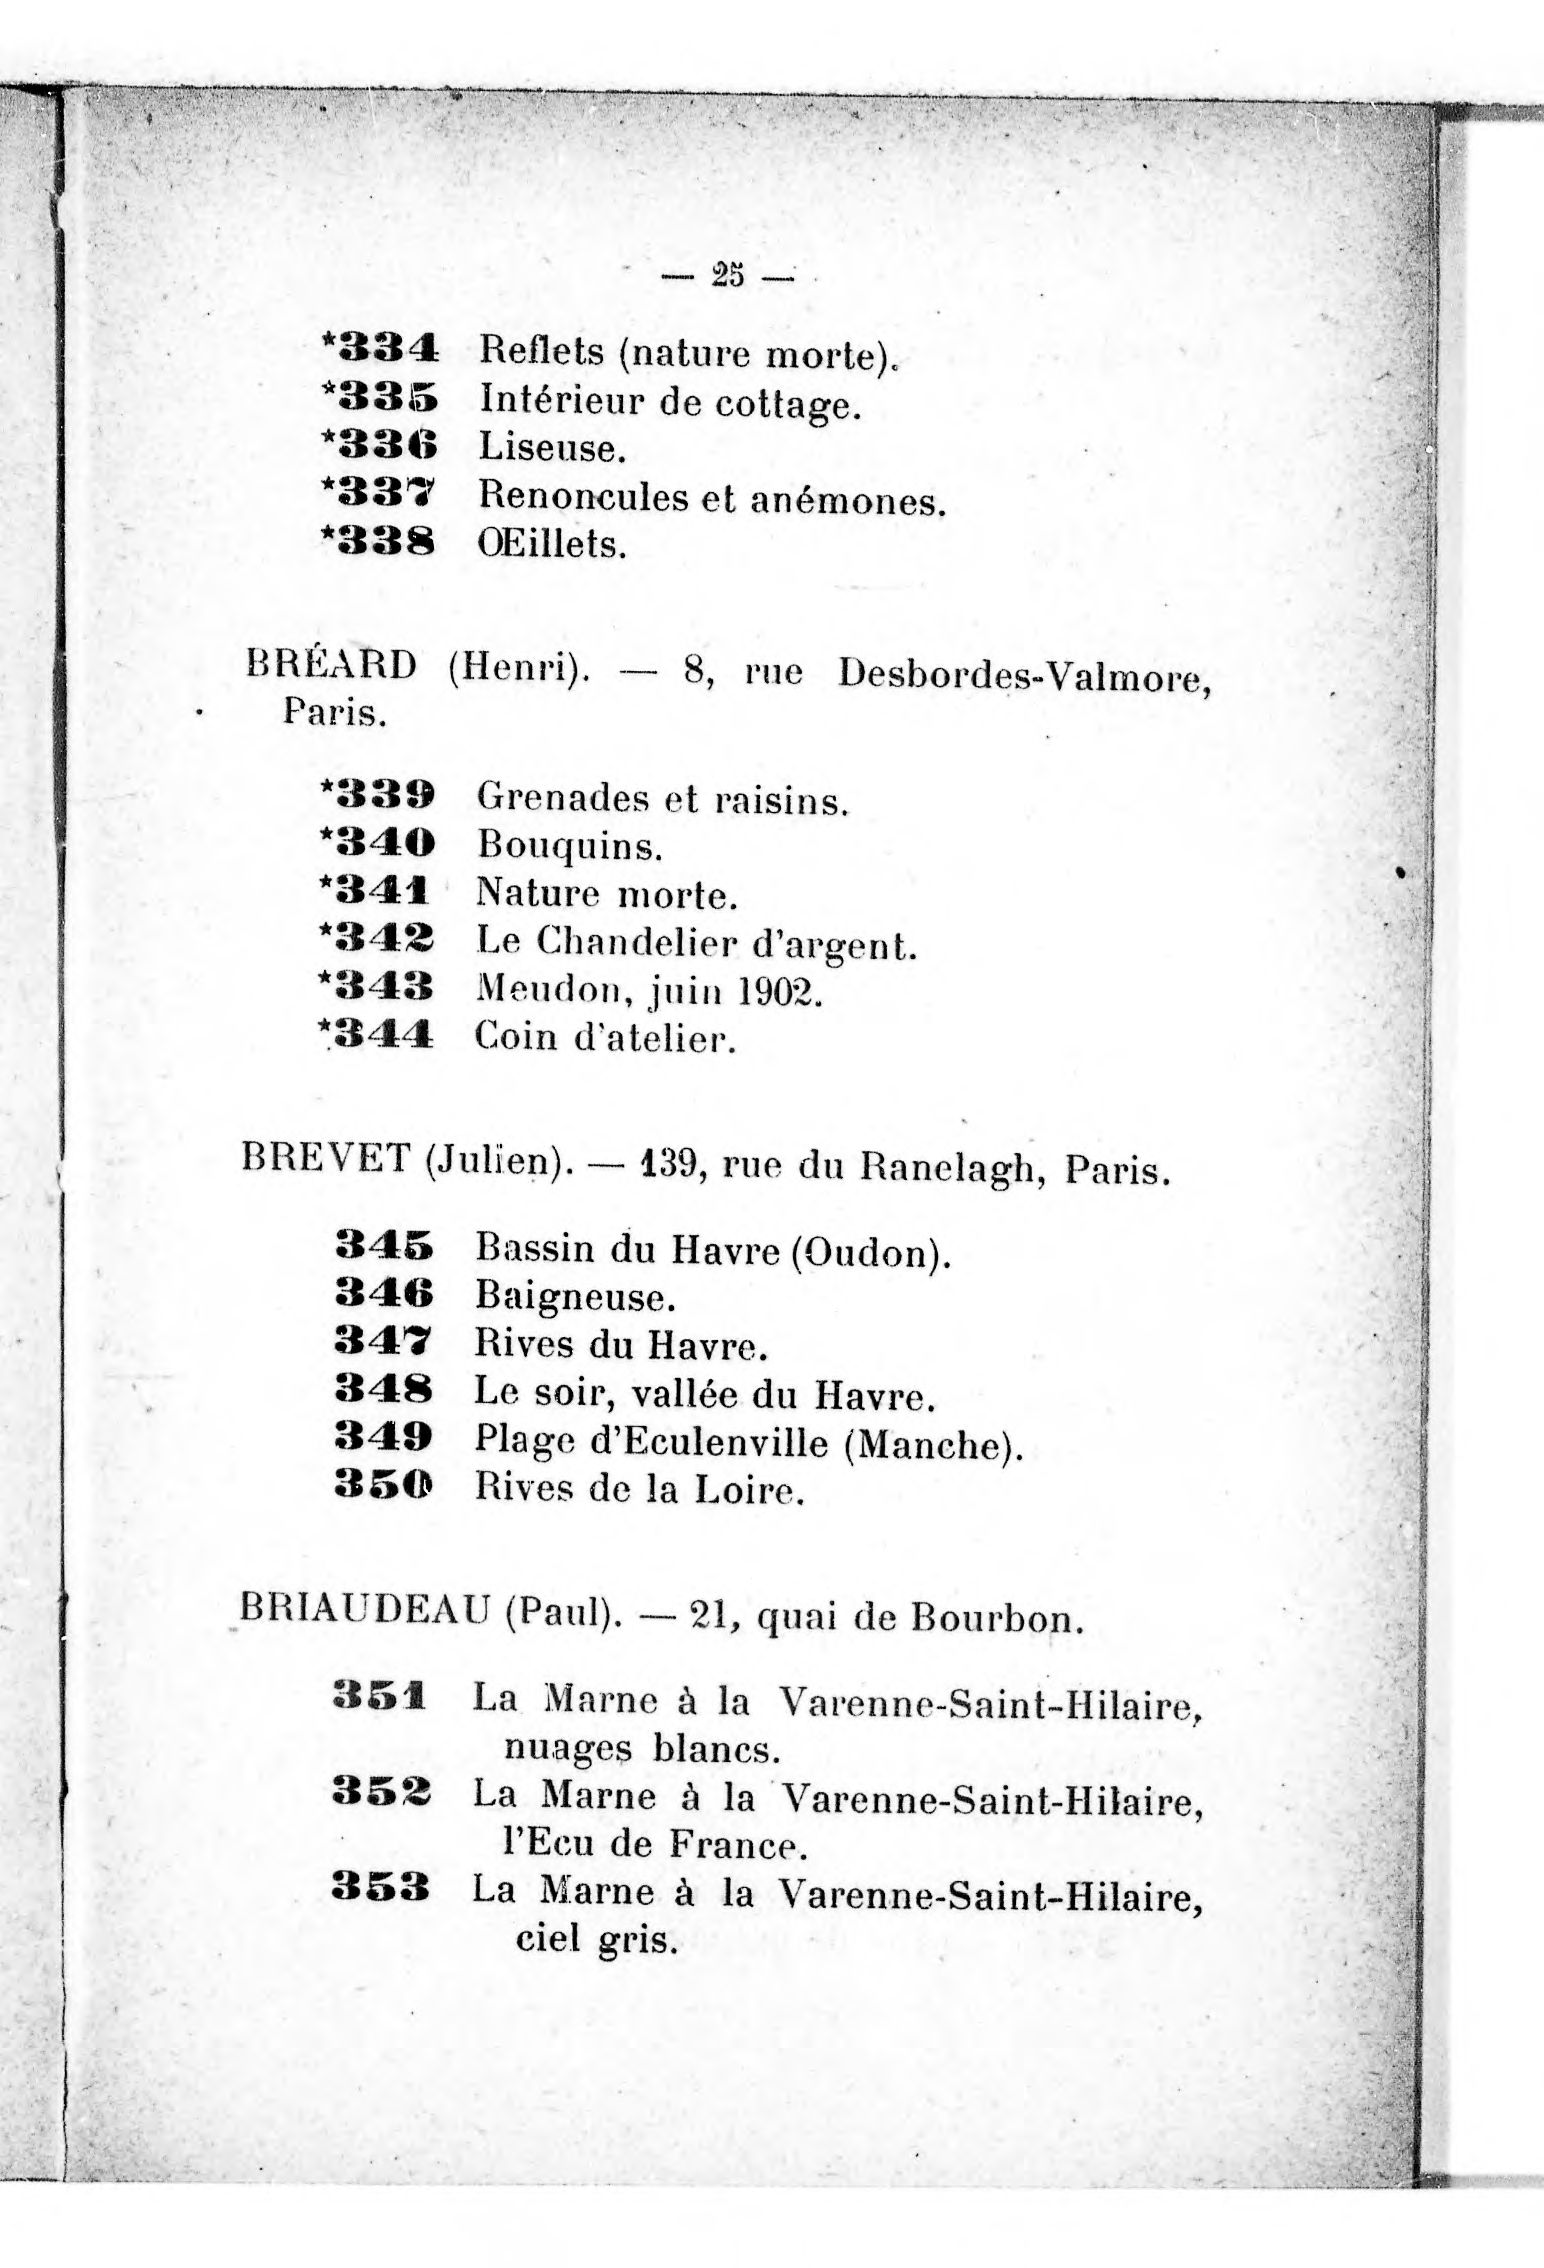 — 25 —
*334 Reflets (nature morte).
*335 Intérieur de cottage.
*336 Liseuse.
*337 Renoncules et anémones.
*338 Œillets.
BRÉARD (Henri). — 8, rue Desbordes-Valmore,
Paris.
*339 Grenades et raisins.
*340 Bouquins.
*341 Nature morte.
*342 Le Chandelier d'argent.
*343 Meudon, juin 1902.
*344 Coin d'atelier.
BREVET (Julien). — 139, rue du Ranelagh, Paris.
345 Bassin du Havre (Oudon).
346 Baigneuse.
347 Rives du Havre.
348 Le soir, vallée du Havre.
349 Plage d'Eculenville (Manche).
350 Rives de la Loire.
BRIAUDEAU (Paul). — 21, quai de Bourbon.
351 La Marne à la Varenne-Saint-Hilaire,
nuages blancs.
352 La Marne à la Varenne-Saint-Hilaire,
l'Ecu de France.
353 La Marne à la Varenne-Saint-Hilaire,
ciel gris.